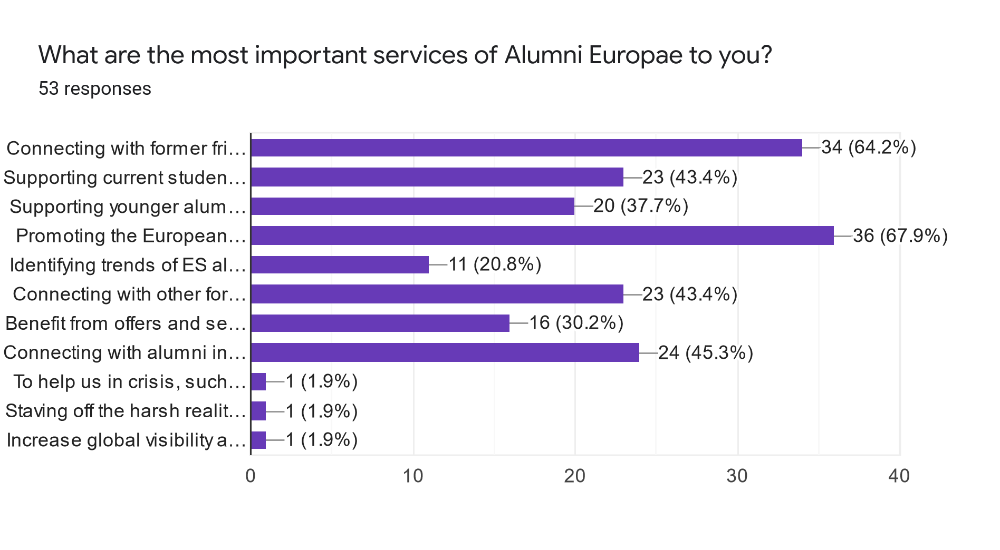 What are the most important services of Alumni Europae to you?
53 responses
Connecting with former fri… 34 (64.2%)
Supporting current studen… 23 (43.4%)
Supporting younger alum… 20 (37.7%)
Promoting the European… 36 (67.9%)
Identifying trends of ES al… 11 (20.8%)
Connecting with other for… 23 (43.4%)
Benefit from offers and se… 16 (30.2%)
Connecting with alumni in… 24 (45.3%)
To help us in crisis, such… 1 (1.9%)
Staving off the harsh realit… 1 (1.9%)
Increase global visibility a… 1 (1.9%)
0 10 20 30 40